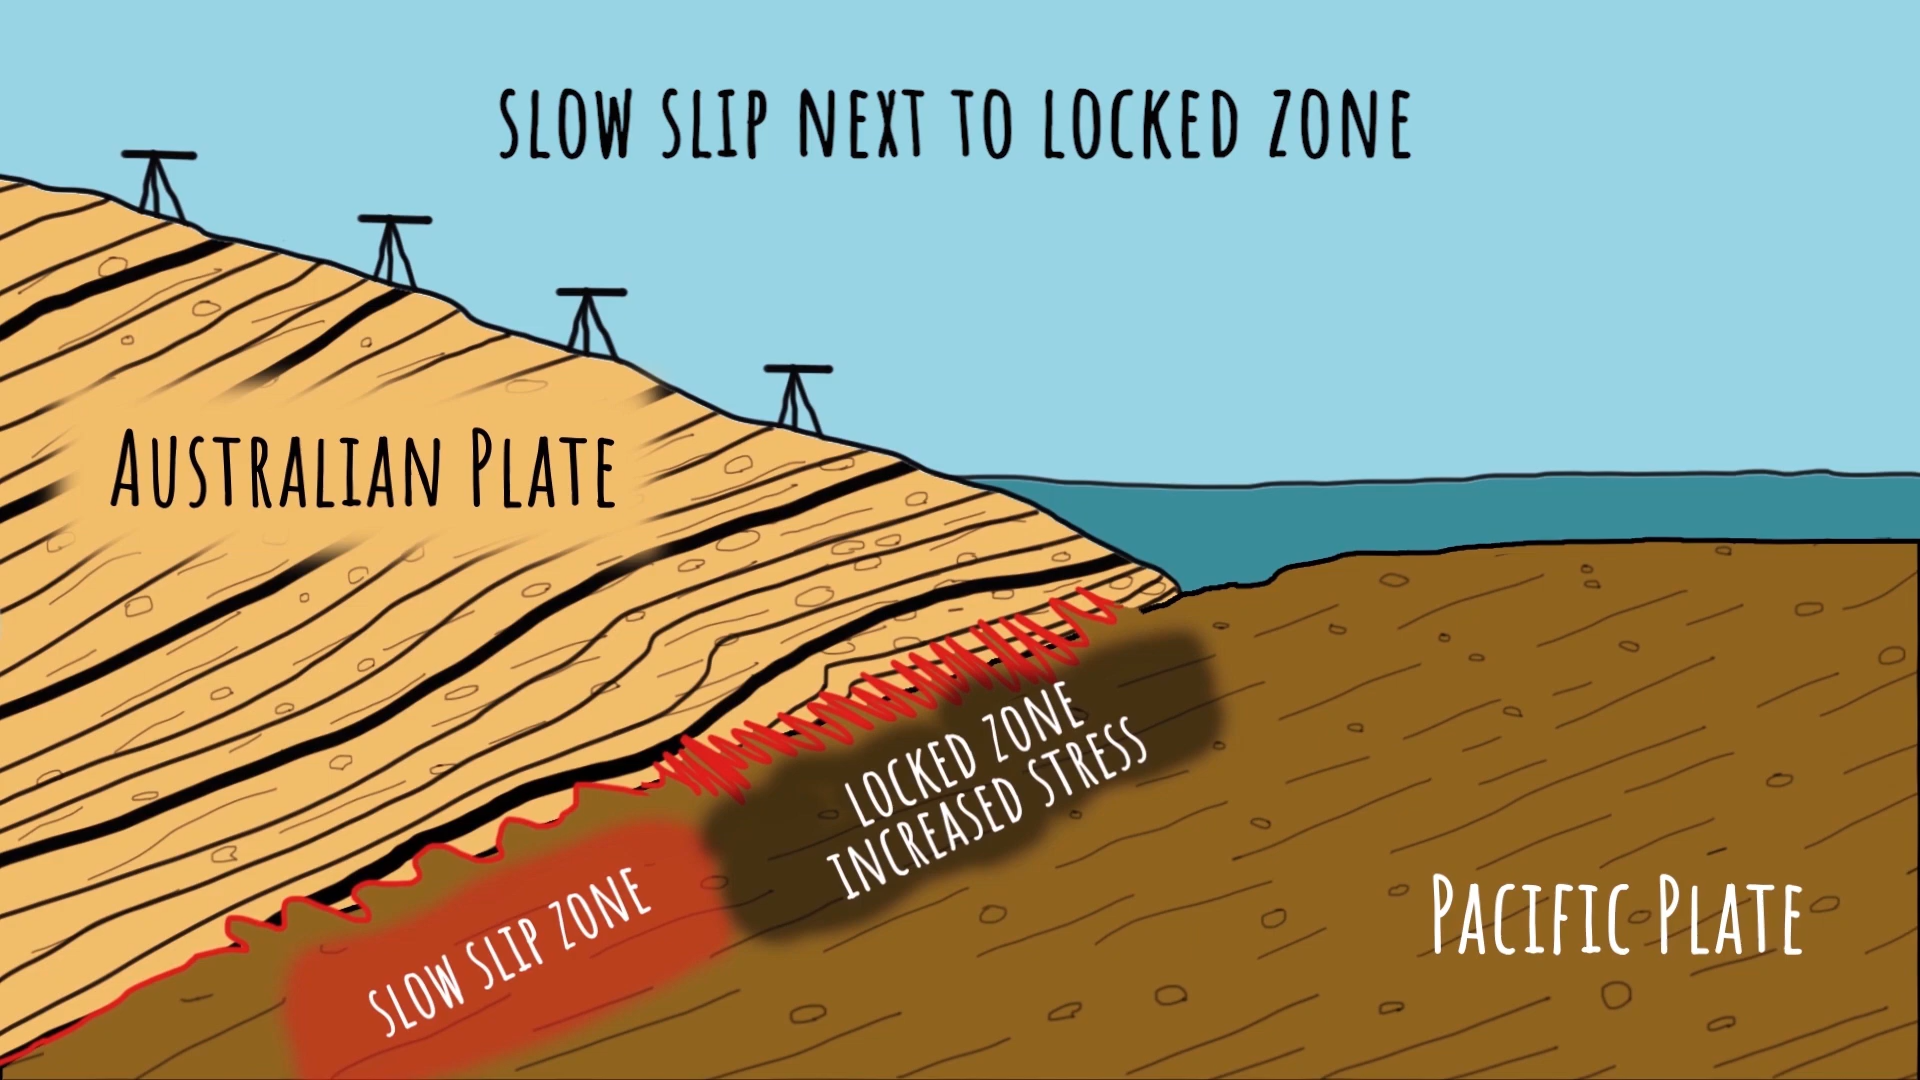 SLOW SLIP NEXT TO LOCKED ZONE
AUSTRALIAN PLATE
LOCKED ZONE
INCREASED STRESS
SLOW SLIP ZONE
PACIFIC PLATE